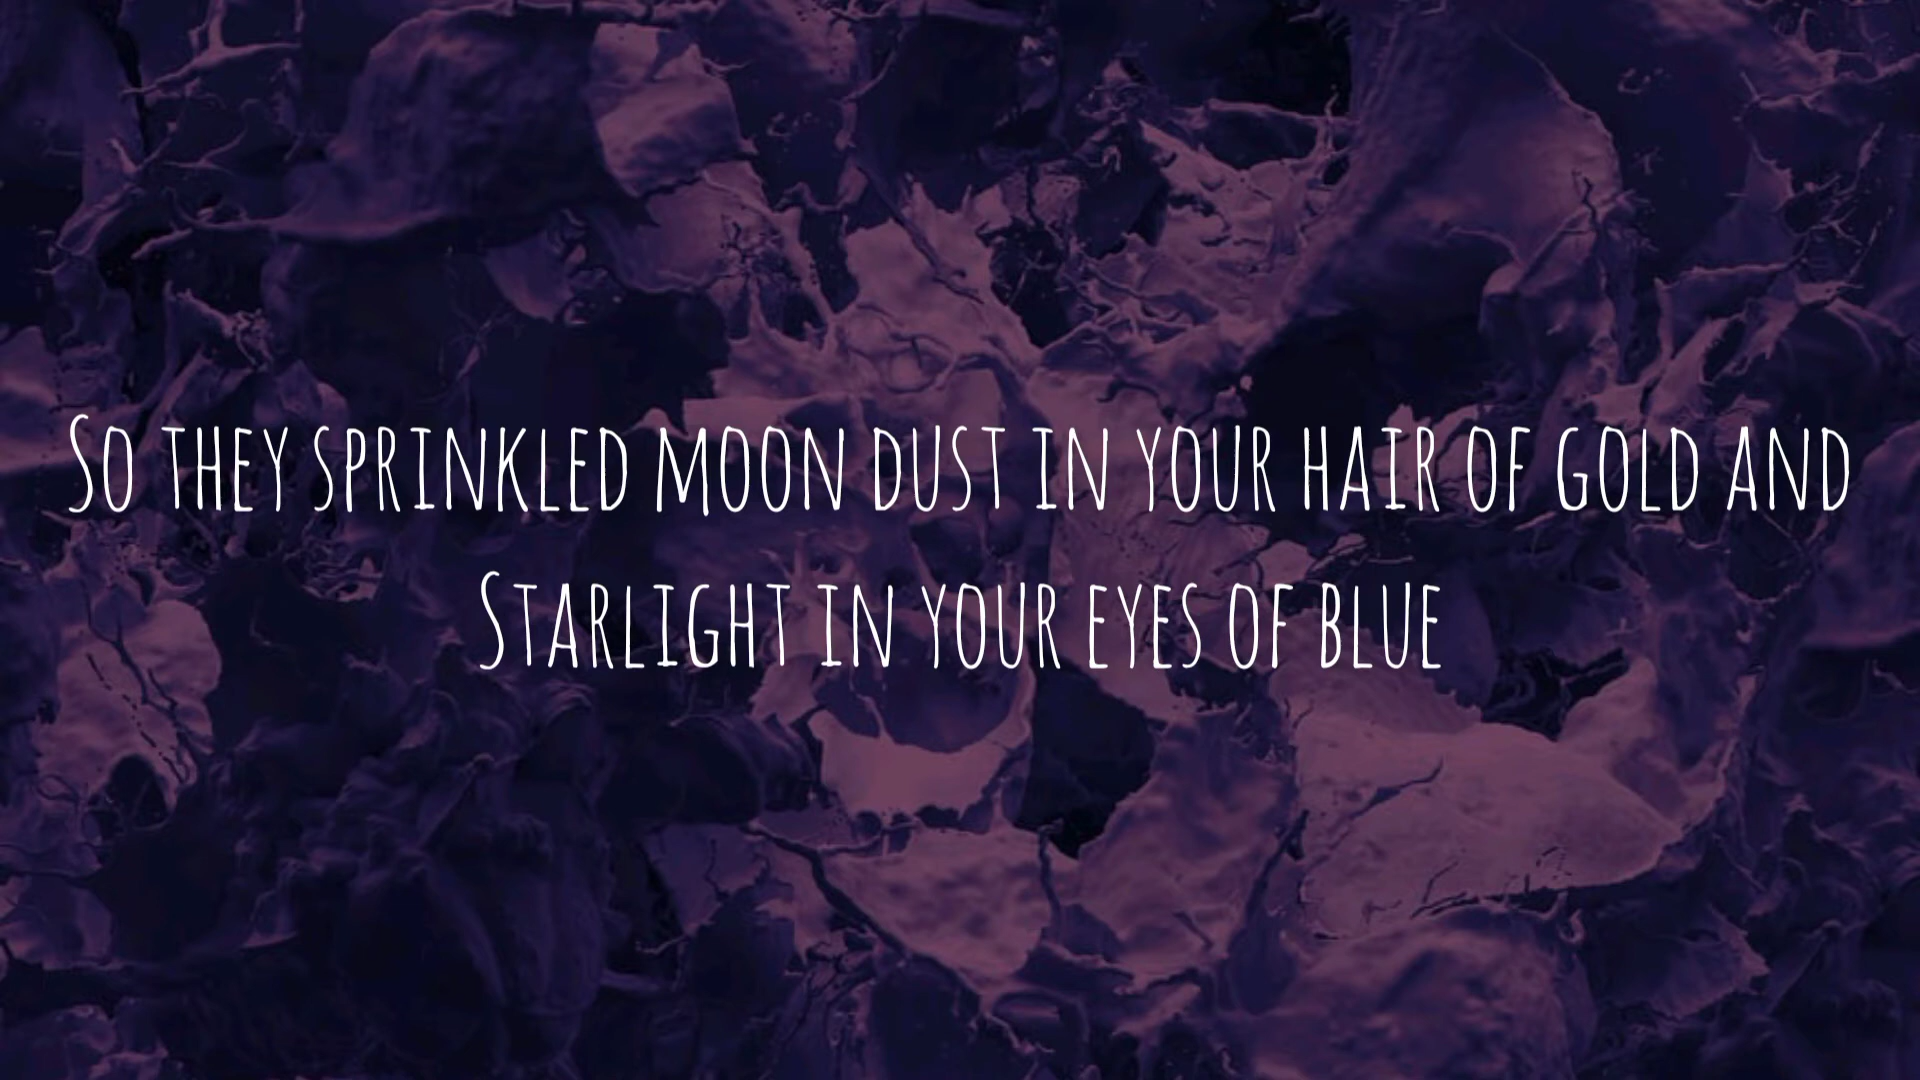 So they sprinkled moon dust in your hair of gold and
Starlight in your eyes of blue